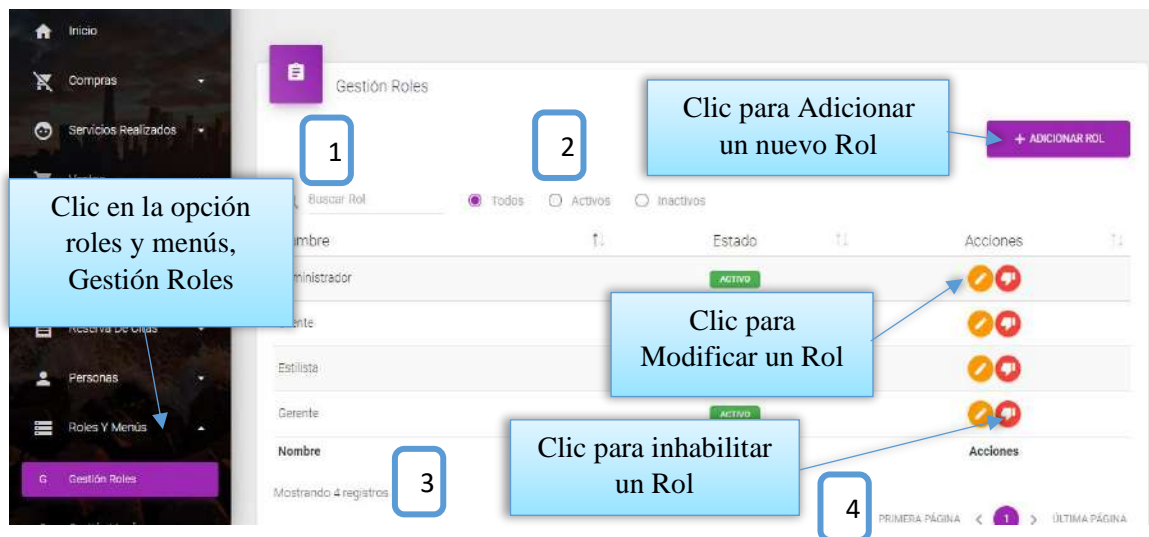 Inicio
Compras
Servicios Realizados
Clic en la opción
roles y menús,
Gestión Roles
Reserva De Citas
Personas
Roles Y Menús
G Gestión Roles
Gestión Roles
1
2
Clic para Adicionar
un nuevo Rol
+ ADICIONAR ROL
Buscar Rol
Todos
Activos
Inactivos
Estado
Acciones
ACTIVO
Clic para
Modificar un Rol
Estilista
Gerente
ACTIVO
Nombre
Acciones
Clic para inhabilitar
un Rol
Mostrando 4 registros
3
4
PRIMERA PÁGINA < 1 > ÚLTIMA PÁGINA